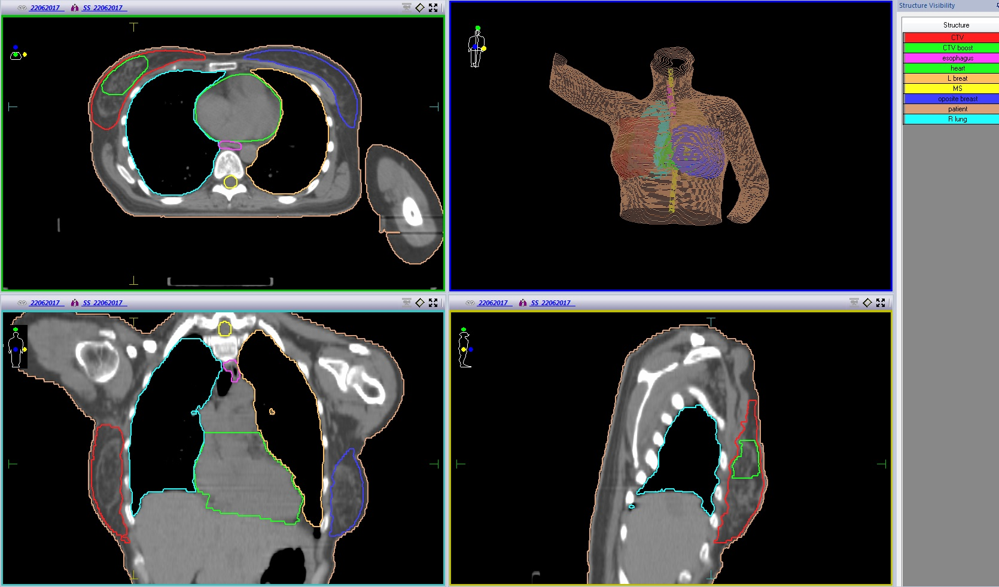 22062017 SS_22062017
Structure Visibility
Structure
CTV
CTV boost
esophagus
heart
L breat
MS
oposite breast
patient
R lung
22062017 SS_22062017
22062017 SS_22062017